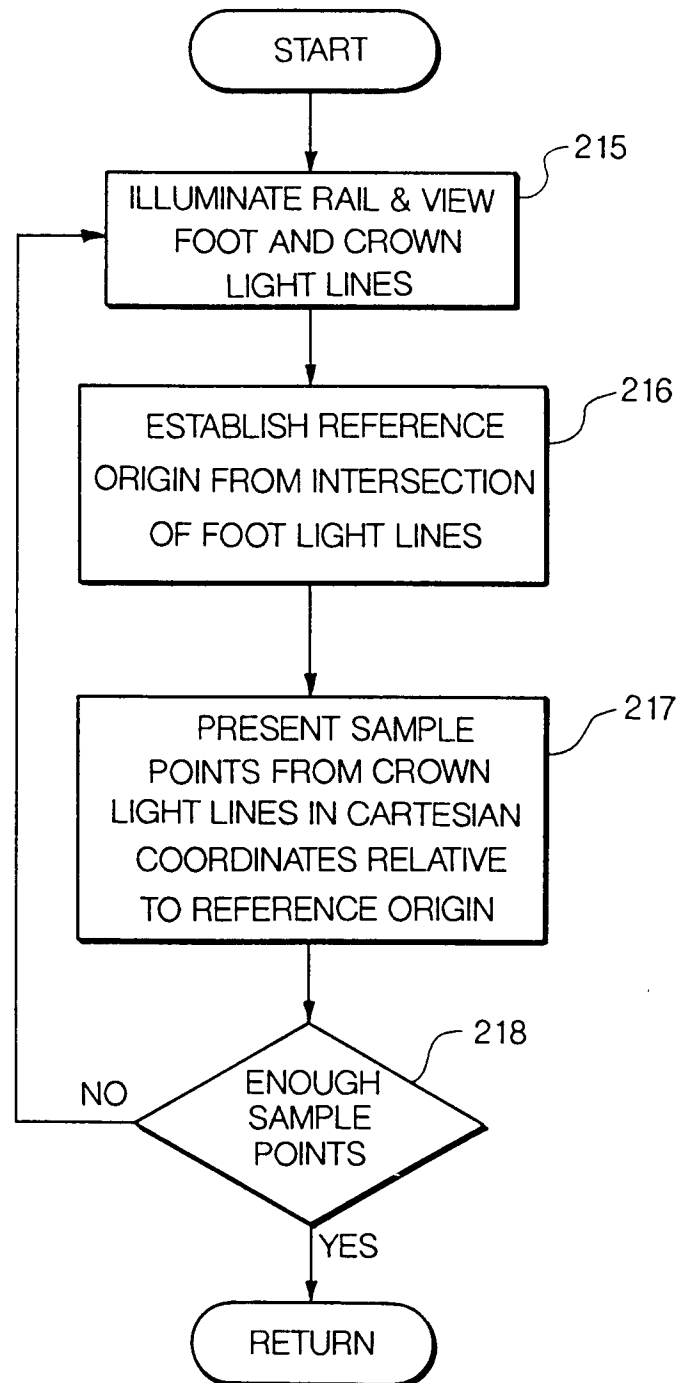 START
215
ILLUMINATE RAIL & VIEW
FOOT AND CROWN
LIGHT LINES
216
ESTABLISH REFERENCE
ORIGIN FROM INTERSECTION
OF FOOT LIGHT LINES
217
PRESENT SAMPLE
POINTS FROM CROWN
LIGHT LINES IN CARTESIAN
COORDINATES RELATIVE
TO REFERENCE ORIGIN
218
NO
ENOUGH
SAMPLE
POINTS
YES
RETURN